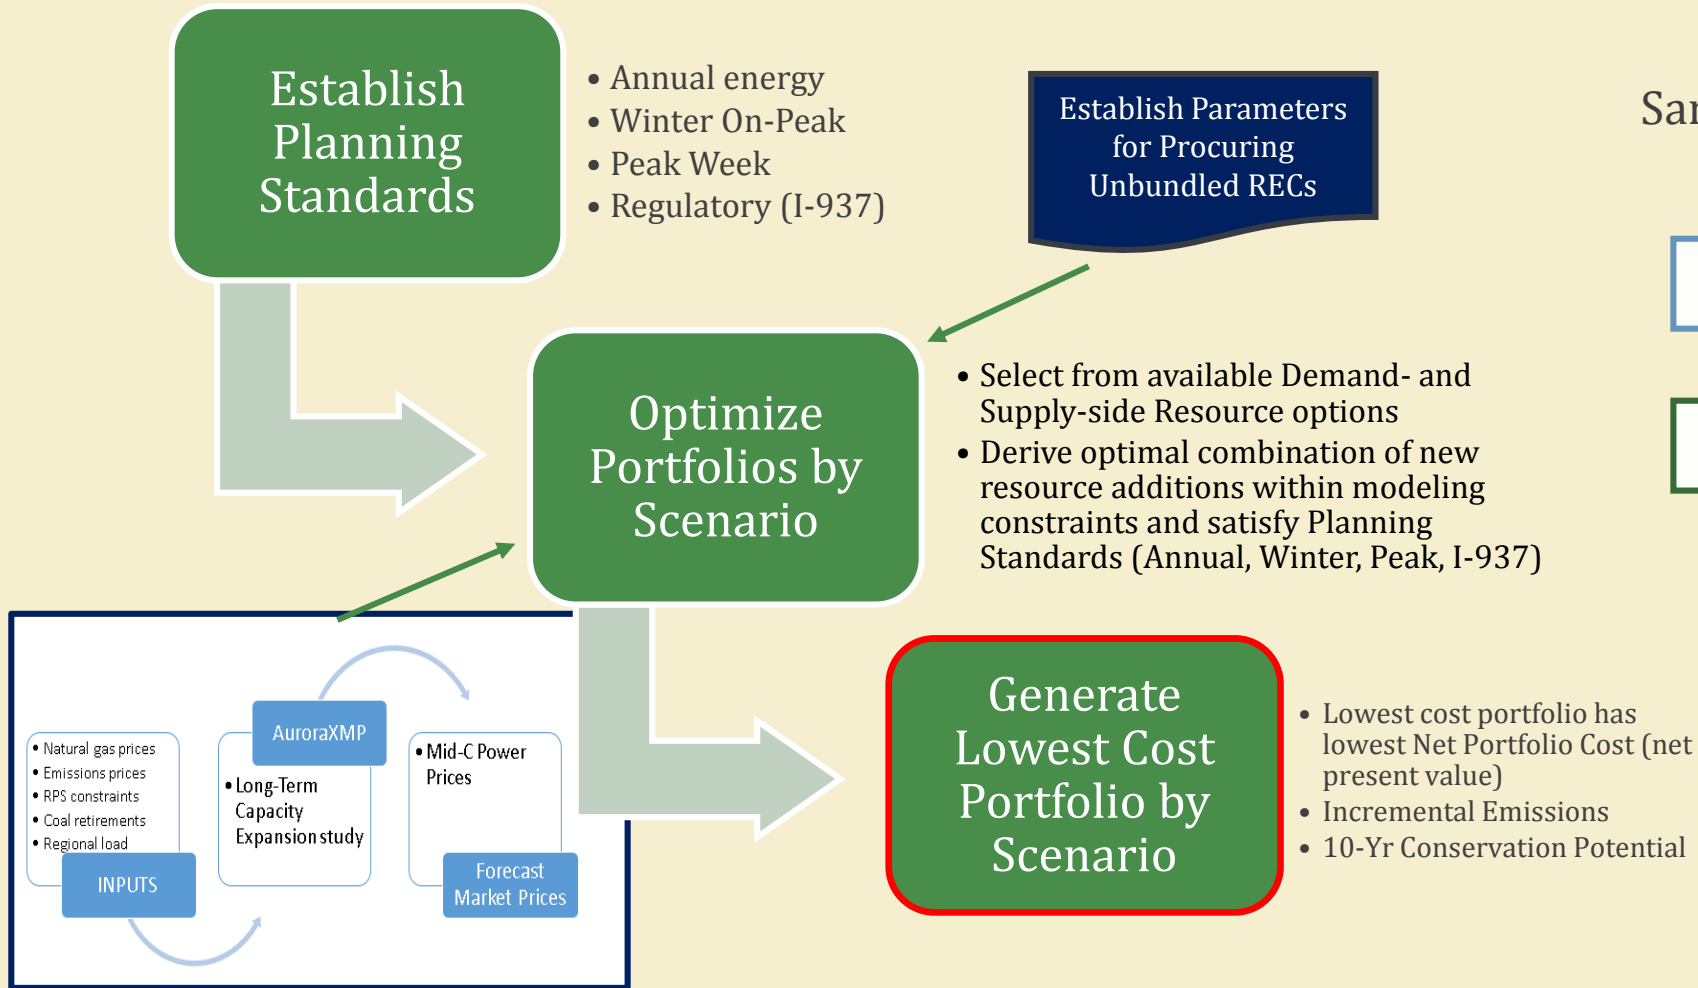 Establish
Planning
Standards
• Annual energy
• Winter On-Peak
• Peak Week
• Regulatory (I-937)
Establish Parameters
for Procuring
Unbundled RECs
Optimize
Portfolios by
Scenario
• Select from available Demand- and
Supply-side Resource options
• Derive optimal combination of new
resource additions within modeling
constraints and satisfy Planning
Standards (Annual, Winter, Peak, I-937)
• Natural gas prices
• Emissions prices
• RPS constraints
• Coal retirements
• Regional load
INPUTS
AuroraXMP
• Long-Term
Capacity
Expansion study
• Mid-C Power
Prices
Forecast
Market Prices
Generate
Lowest Cost
Portfolio by
Scenario
• Lowest cost portfolio has
lowest Net Portfolio Cost (net
present value)
• Incremental Emissions
• 10-Yr Conservation Potential